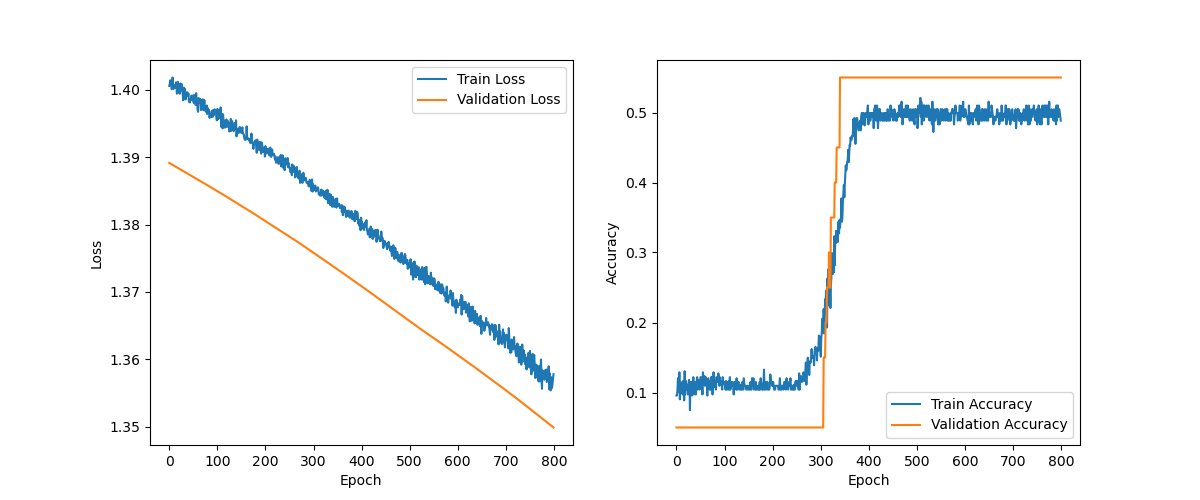 Train Loss
Validation Loss
1.40
1.39
1.38
1.37
1.36
1.35
Loss
0 100 200 300 400 500 600 700 800
Epoch
0.5
0.4
0.3
0.2
0.1
Accuracy
Train Accuracy
Validation Accuracy
0 100 200 300 400 500 600 700 800
Epoch